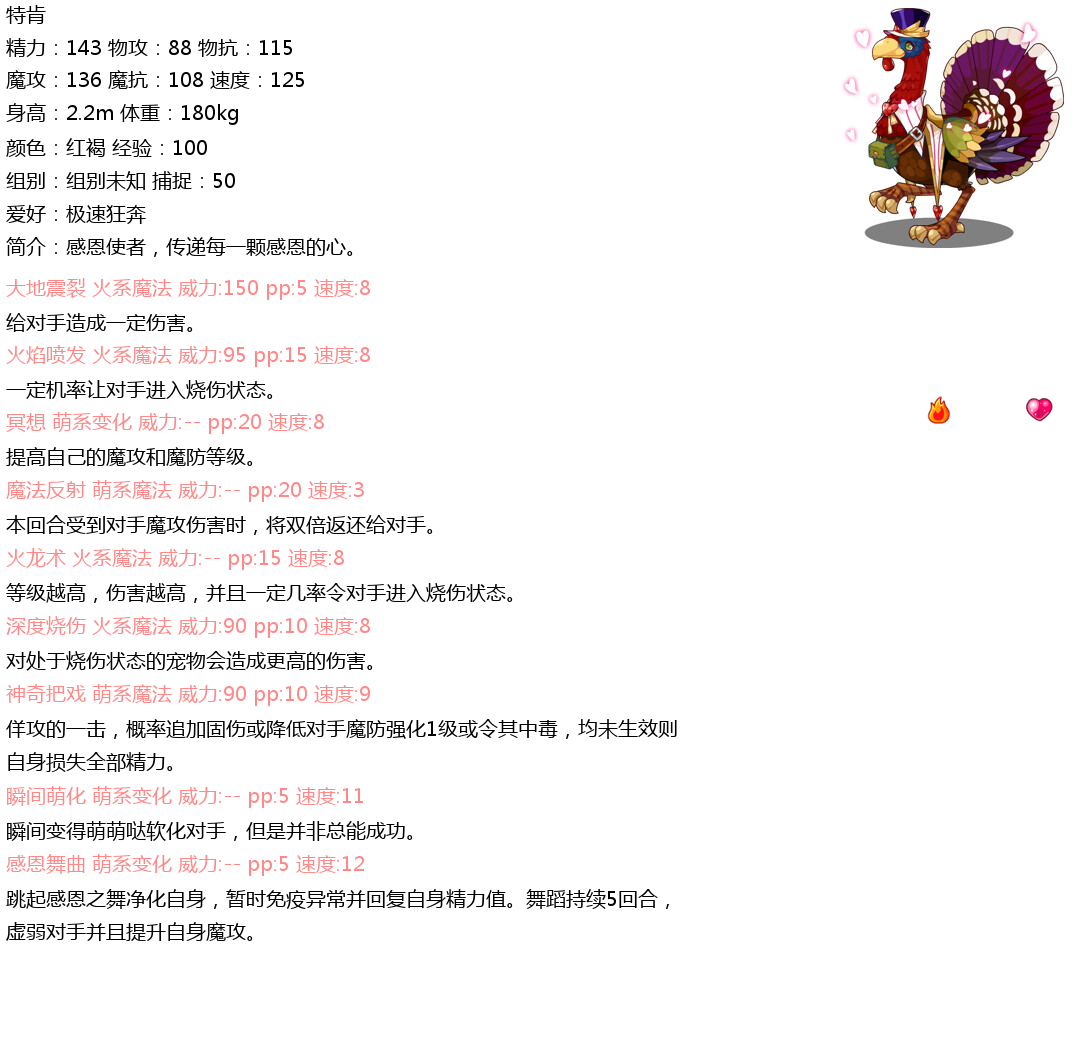 特肯
精力：143 物攻：88 物抗：115
魔攻：136 魔抗：108 速度：125
身高：2.2m 体重：180kg
颜色：红褐 经验：100
组别：组别未知 捕捉：50
爱好：极速狂奔
简介：感恩使者，传递每一颗感恩的心。
大地震裂 火系魔法 威力:150 pp:5 速度:8
给对手造成一定伤害。
火焰喷发 火系魔法 威力:95 pp:15 速度:8
一定机率让对手进入烧伤状态。
冥想 萌系变化 威力:-- pp:20 速度:8
提高自己的魔攻和魔防等级。
魔法反射 萌系魔法 威力:-- pp:20 速度:3
本回合受到对手魔攻伤害时，将双倍返还给对手。
火龙术 火系魔法 威力:-- pp:15 速度:8
等级越高，伤害越高，并且一定几率令对手进入烧伤状态。
深度烧伤 火系魔法 威力:90 pp:10 速度:8
对处于烧伤状态的宠物会造成更高的伤害。
神奇把戏 萌系魔法 威力:90 pp:10 速度:9
佯攻的一击，概率追加固伤或降低对手魔防强化1级或令其中毒，均未生效则
自身损失全部精力。
瞬间萌化 萌系变化 威力:-- pp:5 速度:11
瞬间变得萌萌哒软化对手，但是并非总能成功。
感恩舞曲 萌系变化 威力:-- pp:5 速度:12
跳起感恩之舞净化自身，暂时免疫异常并回复自身精力值。舞蹈持续5回合，
虚弱对手并且提升自身魔攻。